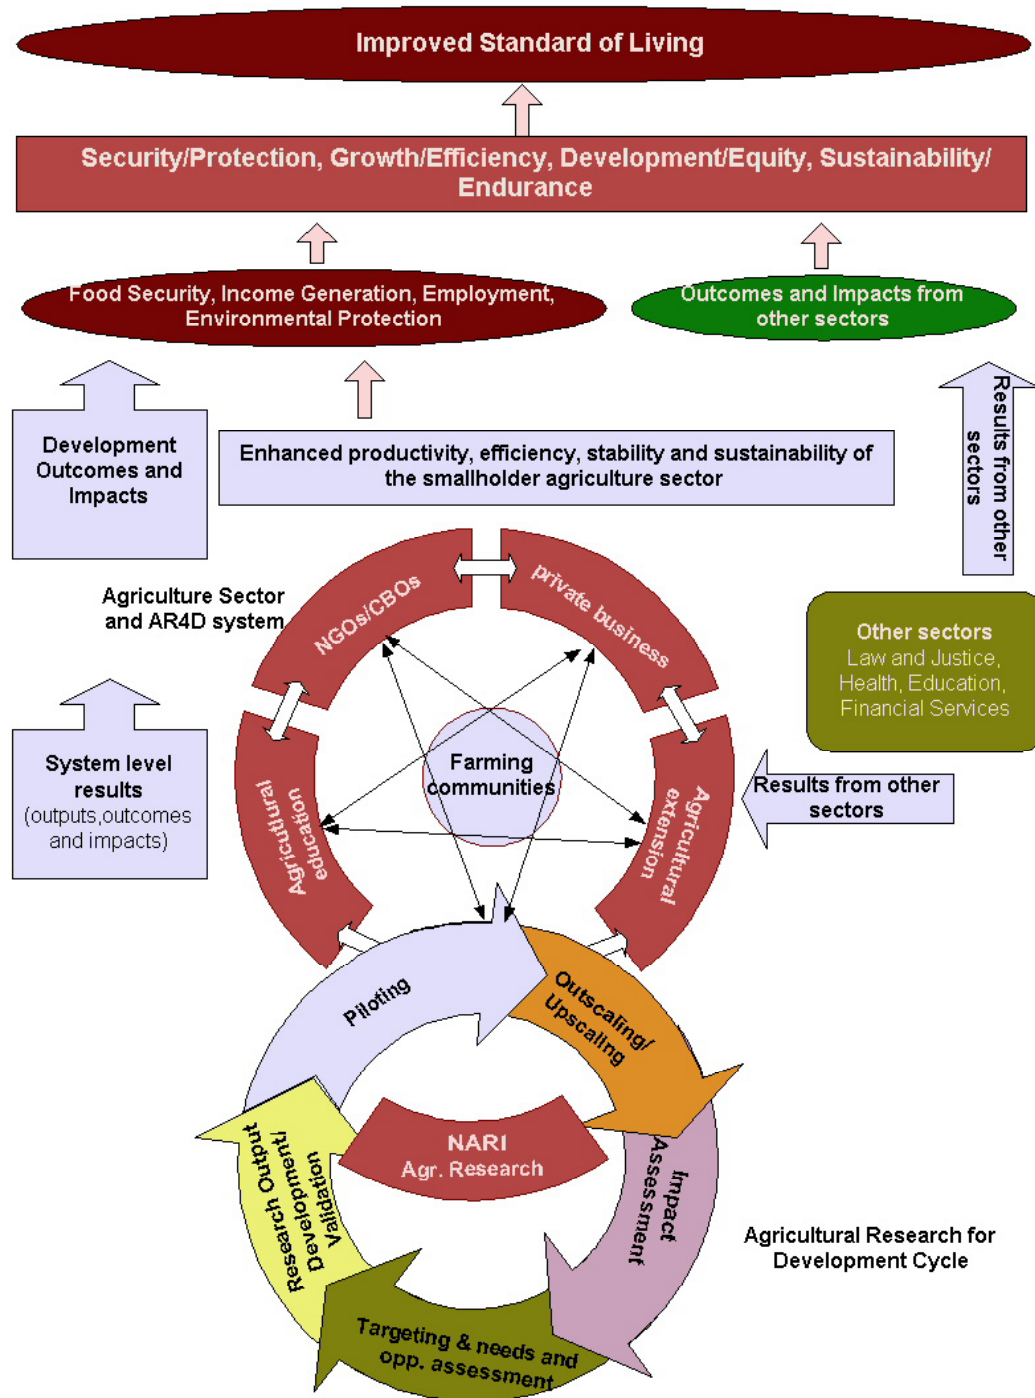 Improved Standard of Living
Security/Protection, Growth/Efficiency, Development/Equity, Sustainability/
Endurance
Food Security, Income Generation, Employment,
Environmental Protection
Outcomes and Impacts from
other sectors
Development
Outcomes and
Impacts
Enhanced productivity, efficiency, stability and sustainability of
the smallholder agriculture sector
Results from other
sectors
Agriculture Sector
and AR4D system
NGOs/CBOs
private business
Other sectors
Law and Justice,
Health, Education,
Financial Services
System level
results
(outputs,outcomes
and impacts)
Farming
communities
Results from other
sectors
Agricultural
education
Agricultural
extension
Piloting
Outscaling/
Upscaling
NARI
Agr. Research
Research Output
Development/
Validation
Impact
Assessment
Agricultural Research for
Development Cycle
Targeting & needs and
opp. assessment